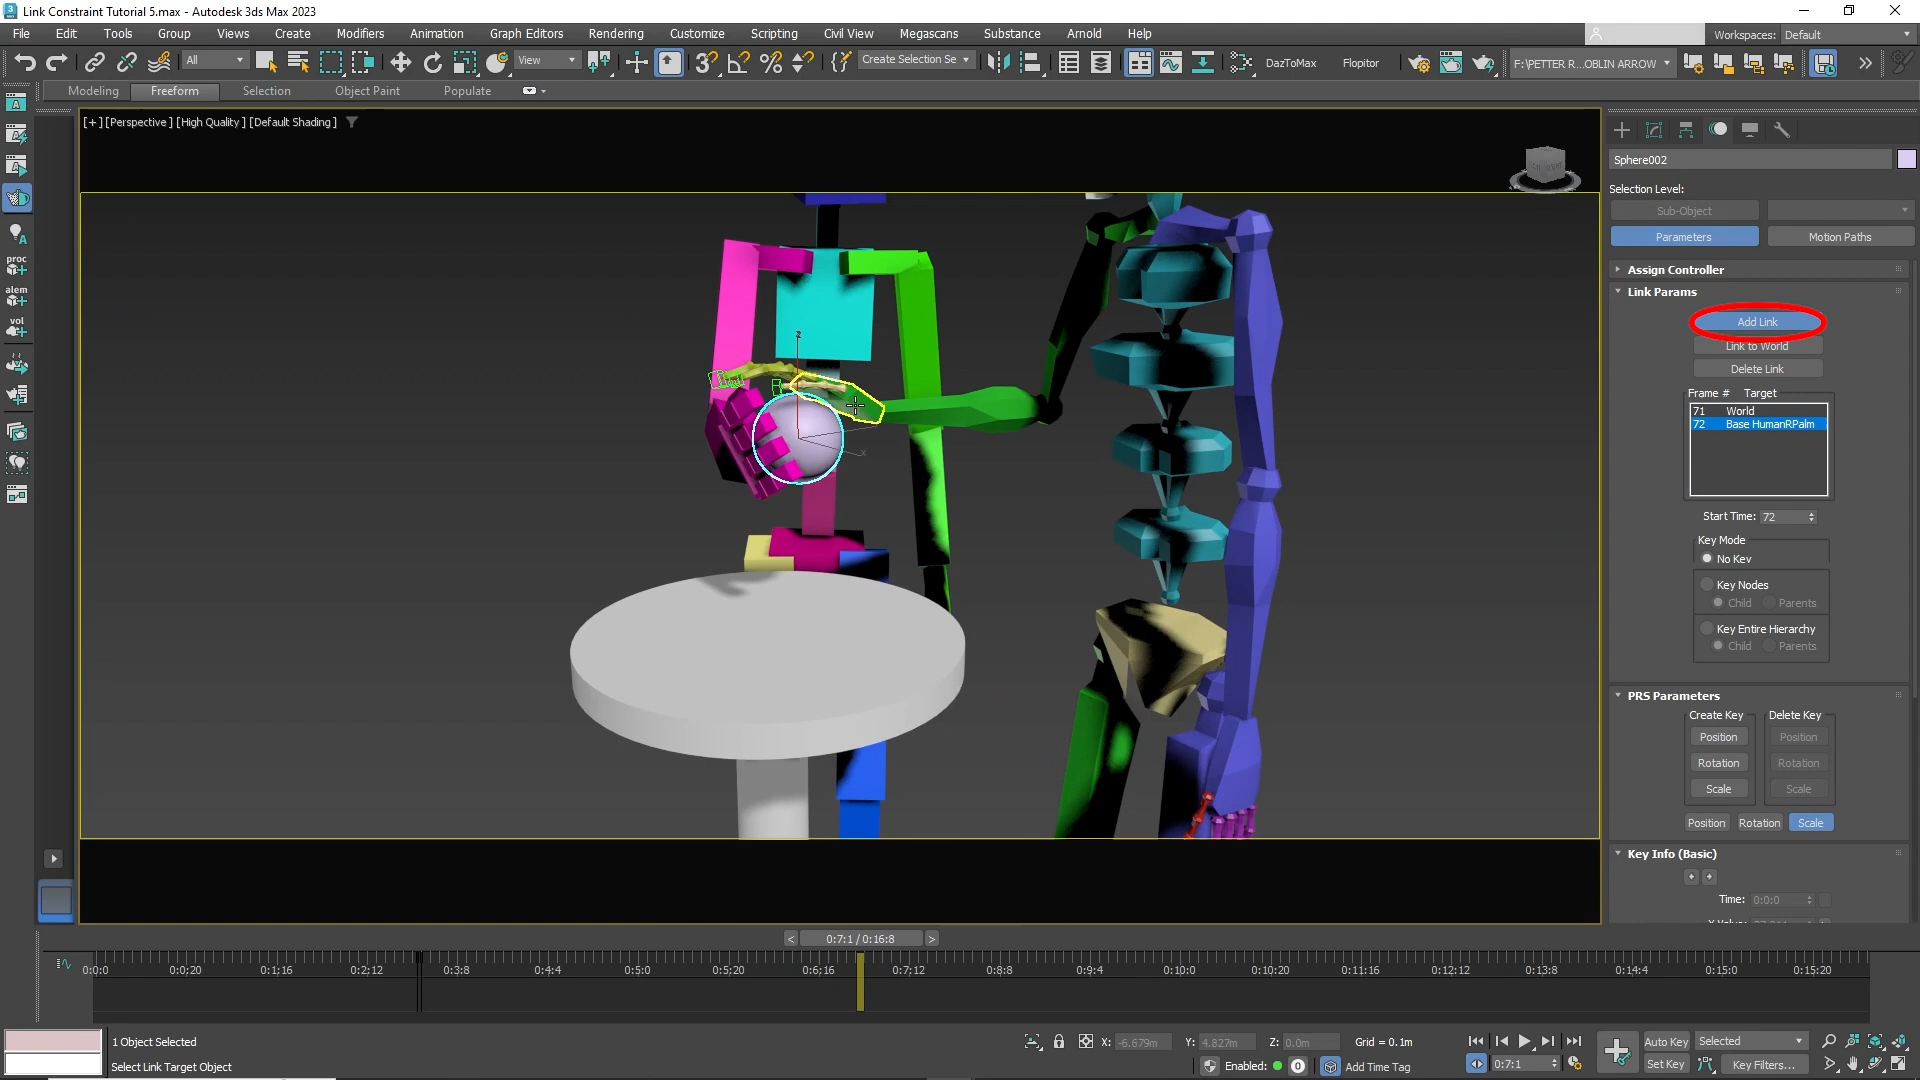 Link Constraint Tutorial 5.max - Autodesk 3ds Max 2023
File Edit Tools Group Views Create Modifiers Animation Graph Editors Rendering Customize Scripting Civil View Megascans Substance Arnold Help
Workspaces: Default
All View Create Selection Se DazToMax Flopitor F:\PETTER R...OBLIN ARROW
Modeling Freeform Selection Object Paint Populate
[+] [Perspective ] [High Quality ] [Default Shading ]
proc
alem
vol
Sphere002
Selection Level:
Sub-Object
Parameters Motion Paths
Assign Controller
Link Params
Add Link
Link to World
Delete Link
Frame # Target
71 World
72 Base HumanRPalm
Start Time: 72
Key Mode
No Key
Key Nodes
Child Parents
Key Entire Hierarchy
Child Parents
PRS Parameters
Create Key Delete Key
Position Position
Rotation Rotation
Scale Scale
Position Rotation Scale
Key Info (Basic)
Time: 0:0:0
z
x
< 0:7:1 / 0:16:8 >
0:0:0 0:0;20 0:1;16 0:2;12 0:3:8 0:4:4 0:5:0 0:5;20 0:6:16 0:7:12 0:8:8 0:9:4 0:10:0 0:10:20 0:11:16 0:12:12 0:13:8 0:14:4 0:15:0 0:15:20
1 Object Selected
X: -6.679m Y: 4.827m Z: 0.0m Grid = 0.1m
Auto Key Selected
Select Link Target Object
Enabled: 0 Add Time Tag
0:7:1
Set Key Key Filters...